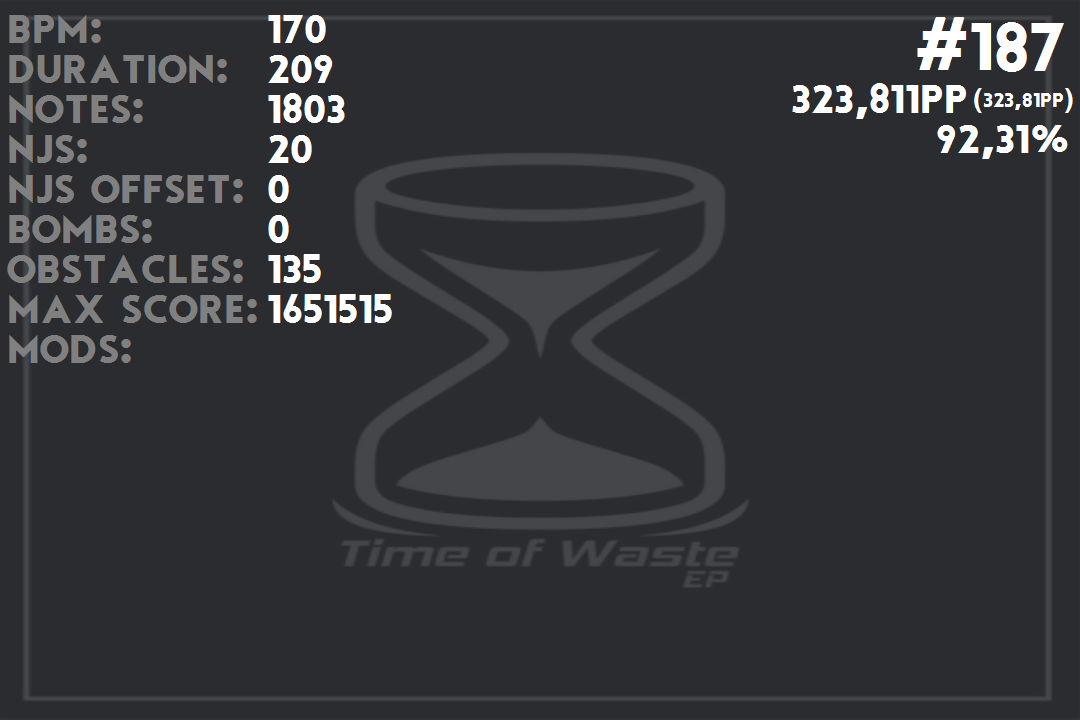 BPM: 170
DURATION: 209
NOTES: 1803
NJS: 20
NJS OFFSET: 0
BOMBS: 0
OBSTACLES: 135
MAX SCORE: 1651515
MODS:
#187
323,811PP (323,81PP)
92,31%
Time of Waste
EP